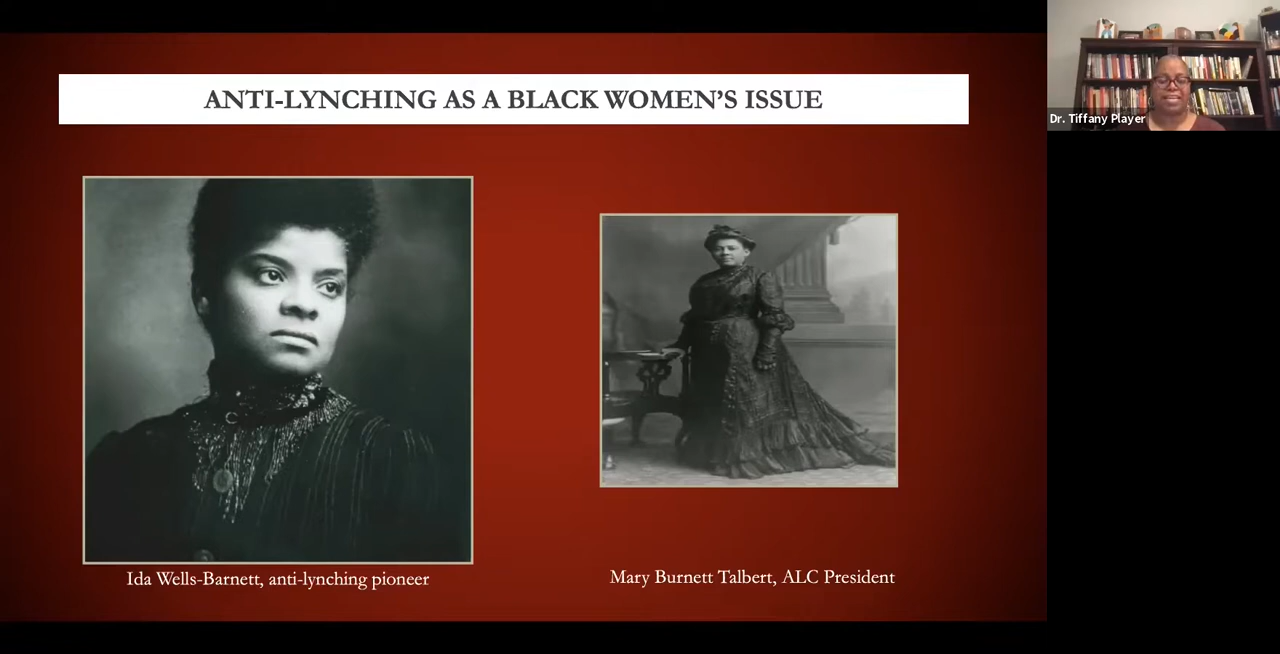 ANTI-LYNCHING AS A BLACK WOMEN'S ISSUE
Dr. Tiffany Player
Ida Wells-Barnett, anti-lynching pioneer
Mary Burnett Talbert, ALC President